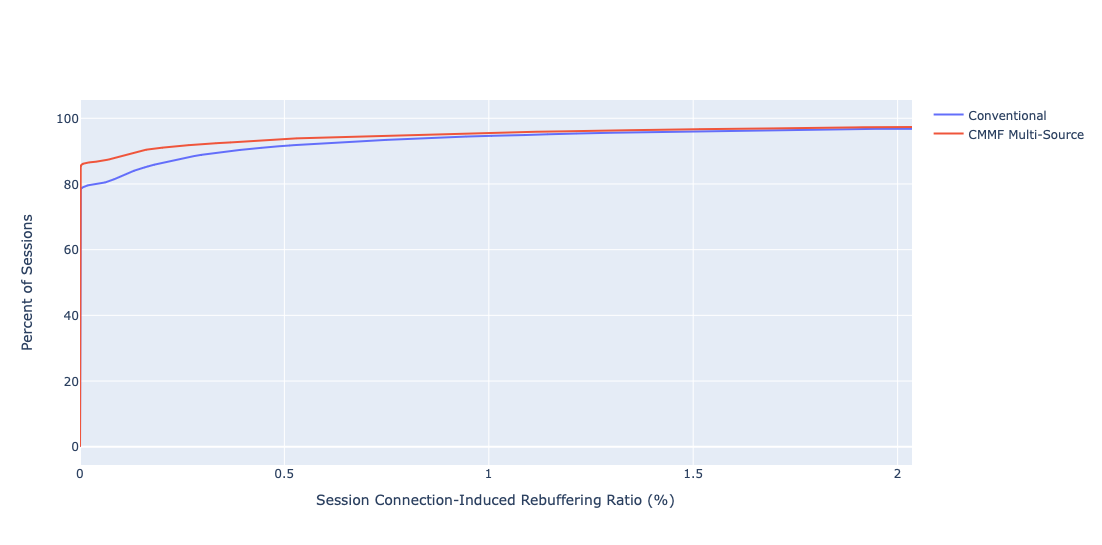 Conventional
CMMF Multi-Source
100
80
60
40
20
0
Percent of Sessions
0
0.5
1
1.5
2
Session Connection-Induced Rebuffering Ratio (%)